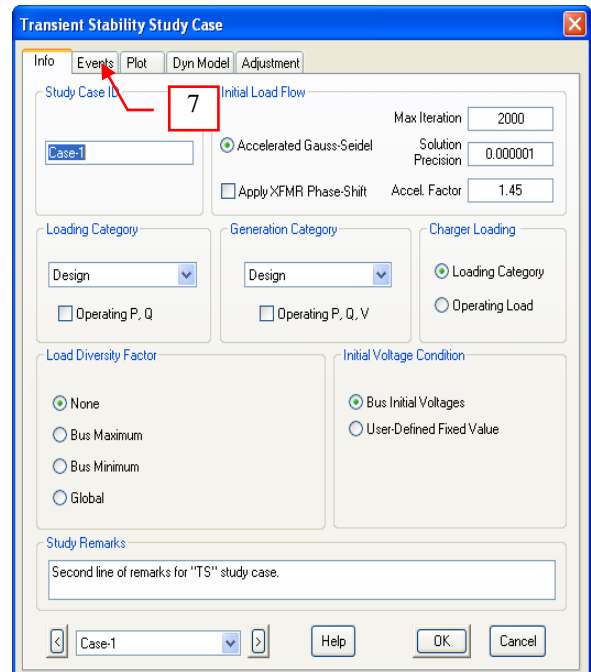 Transient Stability Study Case
Info Events Plot Dyn Model Adjustment
7
Study Case ID
Case-1
Initial Load Flow
Max Iteration 2000
Accelerated Gauss-Seidel
Solution Precision 0.000001
Apply XFMR Phase-Shift
Accel. Factor 1.45
Loading Category
Design
Operating P, Q
Generation Category
Design
Operating P, Q, V
Charger Loading
Loading Category
Operating Load
Load Diversity Factor
None
Bus Maximum
Bus Minimum
Global
Initial Voltage Condition
Bus Initial Voltages
User-Defined Fixed Value
Study Remarks
Second line of remarks for "TS" study case.
< Case-1 > Help OK Cancel